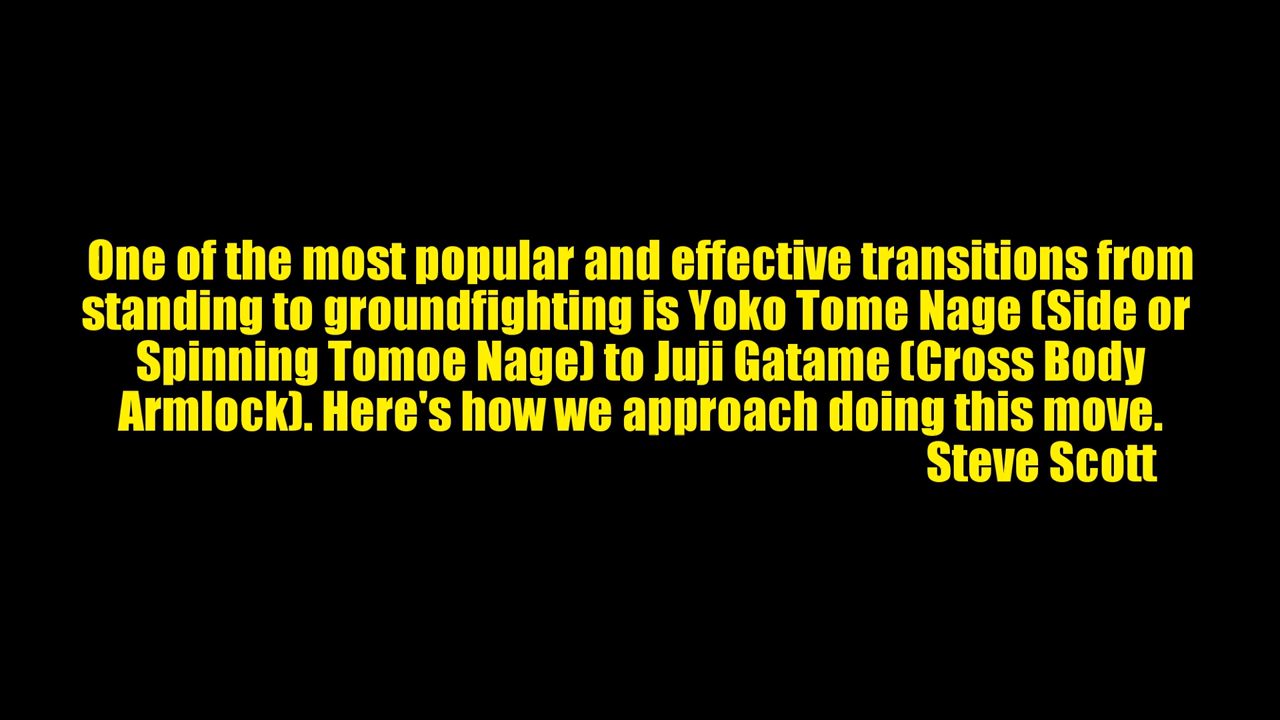 One of the most popular and effective transitions from
standing to groundfighting is Yoko Tome Nage (Side or
Spinning Tomoe Nage) to Juji Gatame (Cross Body
Armlock). Here's how we approach doing this move.
Steve Scott